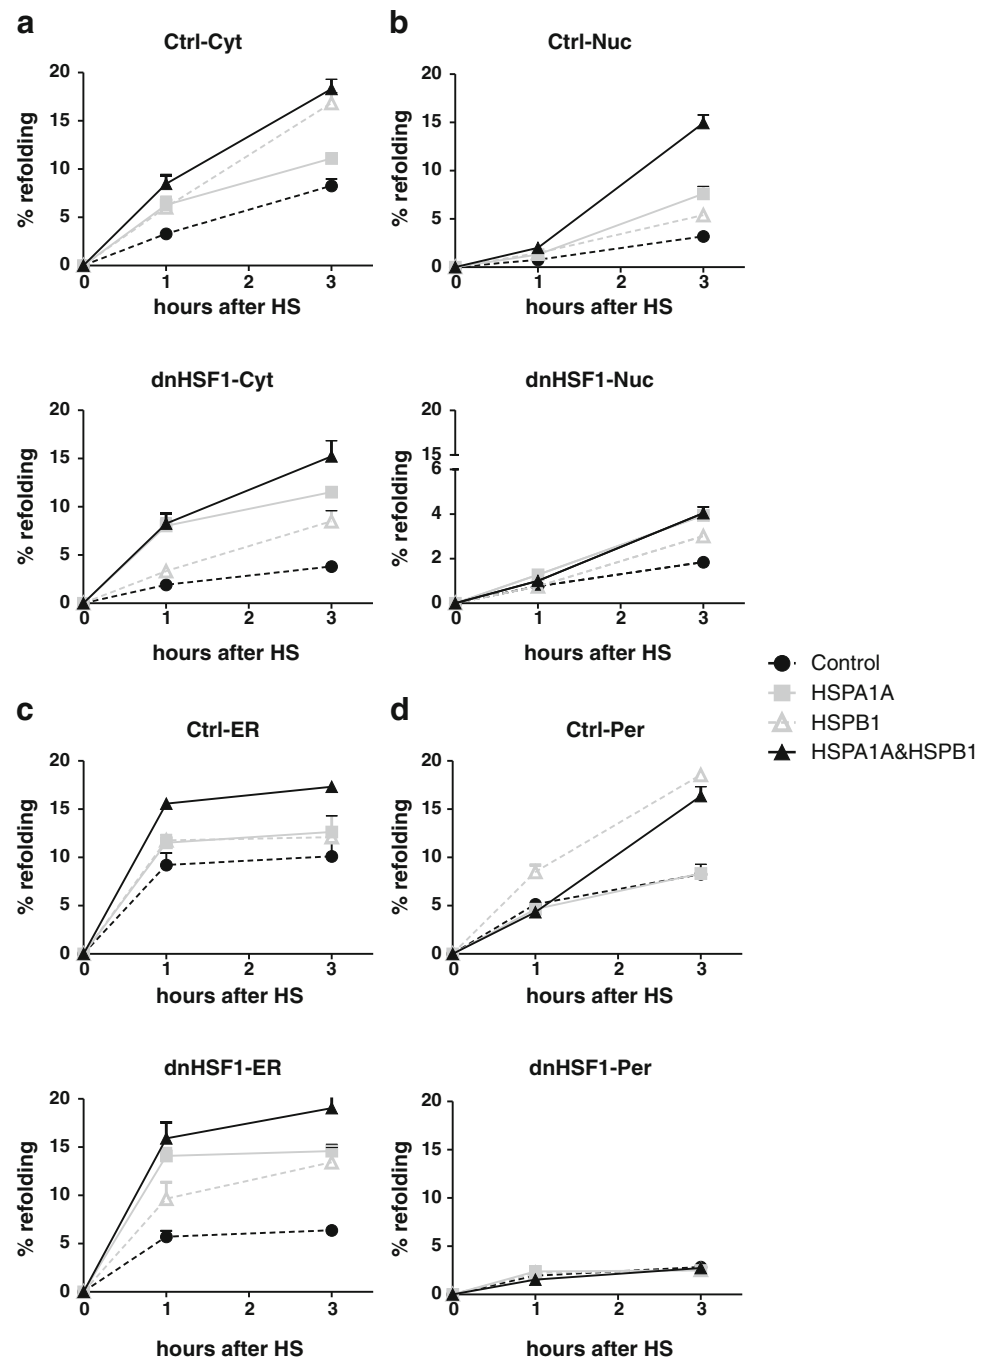 a
Ctrl-Cyt
20
15
10
5
0
% refolding
0 1 2 3
hours after HS
b
Ctrl-Nuc
20
15
10
5
0
% refolding
0 1 2 3
hours after HS
dnHSF1-Cyt
20
15
10
5
0
% refolding
0 1 2 3
hours after HS
dnHSF1-Nuc
20
15
6
4
2
0
% refolding
0 1 2 3
hours after HS
Control
HSPA1A
HSPB1
HSPA1A&HSPB1
c
Ctrl-ER
20
15
10
5
0
% refolding
0 1 2 3
hours after HS
d
Ctrl-Per
20
15
10
5
0
% refolding
0 1 2 3
hours after HS
dnHSF1-ER
20
15
10
5
0
% refolding
0 1 2 3
hours after HS
dnHSF1-Per
20
15
10
5
0
% refolding
0 1 2 3
hours after HS